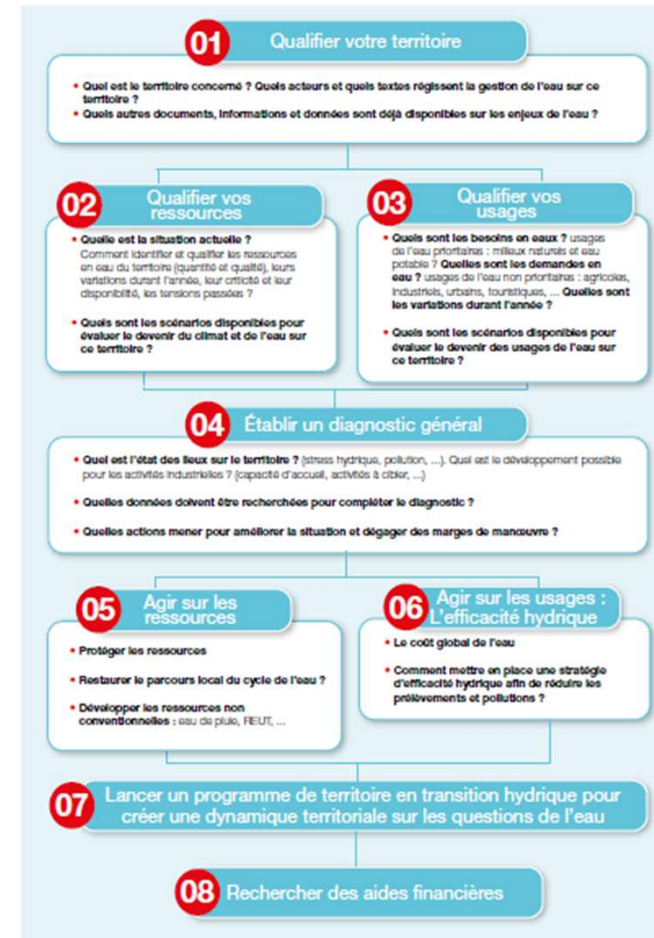 01
Qualifier votre territoire
• Quel est le territoire concerné ? Quels acteurs et quels textes régissent la gestion de l'eau sur ce
territoire ?
• Quels autres documents, informations et données sont déjà disponibles sur les enjeux de l'eau ?
02
Qualifier vos
ressources
• Quelle est la situation actuelle ?
Comment identifier et qualifier les ressources
en eau du territoire (quantité et qualité), leurs
variations durant l'année, leur criticité et leur
disponibilité, les tensions passées ?
• Quels sont les scénarios disponibles pour
évaluer le devenir du climat et de l'eau sur
ce territoire ?
03
Qualifier vos
usages
• Quels sont les besoins en eaux ? usages
de l'eau prioritaires : milieux naturels et eau
potable ? Quelles sont les demandes en
eau ? usages de l'eau non prioritaires : agricoles,
industriels, urbains, touristiques, ... Quelles sont
les variations durant l'année ?
• Quels sont les scénarios disponibles pour
évaluer le devenir des usages de l'eau sur
ce territoire ?
04
Établir un diagnostic général
• Quel est l'état des lieux sur le territoire ? (stress hydrique, pollution, ...). Quel est le développement possible
pour les activités industrielles ? (capacité d'accueil, activités à cibler, ...)
• Quelles données doivent être recherchées pour compléter le diagnostic ?
• Quelles actions mener pour améliorer la situation et dégager des marges de manœuvre ?
05
Agir sur les
ressources
• Protéger les ressources
• Restaurer le parcours local du cycle de l'eau ?
• Développer les ressources non
conventionnelles : eau de pluie, REUT, ...
06
Agir sur les usages :
L'efficacité hydrique
• Le coût global de l'eau
• Comment mettre en place une stratégie
d'efficacité hydrique afin de réduire les
prélèvements et pollutions ?
07
Lancer un programme de territoire en transition hydrique pour
créer une dynamique territoriale sur les questions de l'eau
08
Rechercher des aides financières